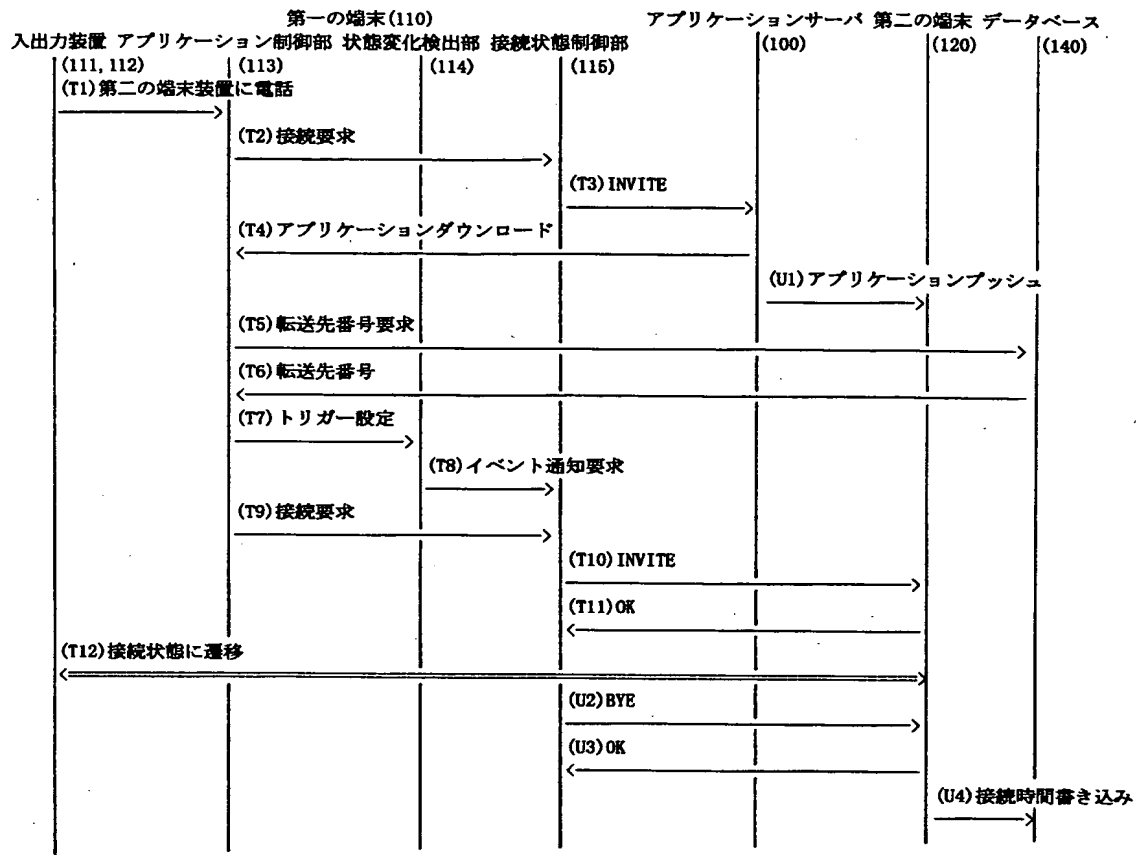 第一の端末(110)
アプリケーションサーバ 第二の端末 データベース
入出力装置 アプリケーション制御部 状態変化検出部 接続状態制御部
(100)
(120)
(140)
(111,112)
(113)
(114)
(115)
(T1)第二の端末装置に電話
(T2)接続要求
(T3)INVITE
(T4)アプリケーションダウンロード
(U1)アプリケーションプッシュ
(T5)転送先番号要求
(T6)転送先番号
(T7)トリガー設定
(T8)イベント通知要求
(T9)接続要求
(T10)INVITE
(T11)OK
(T12)接続状態に遷移
(U2)BYE
(U3)OK
(U4)接続時間書き込み